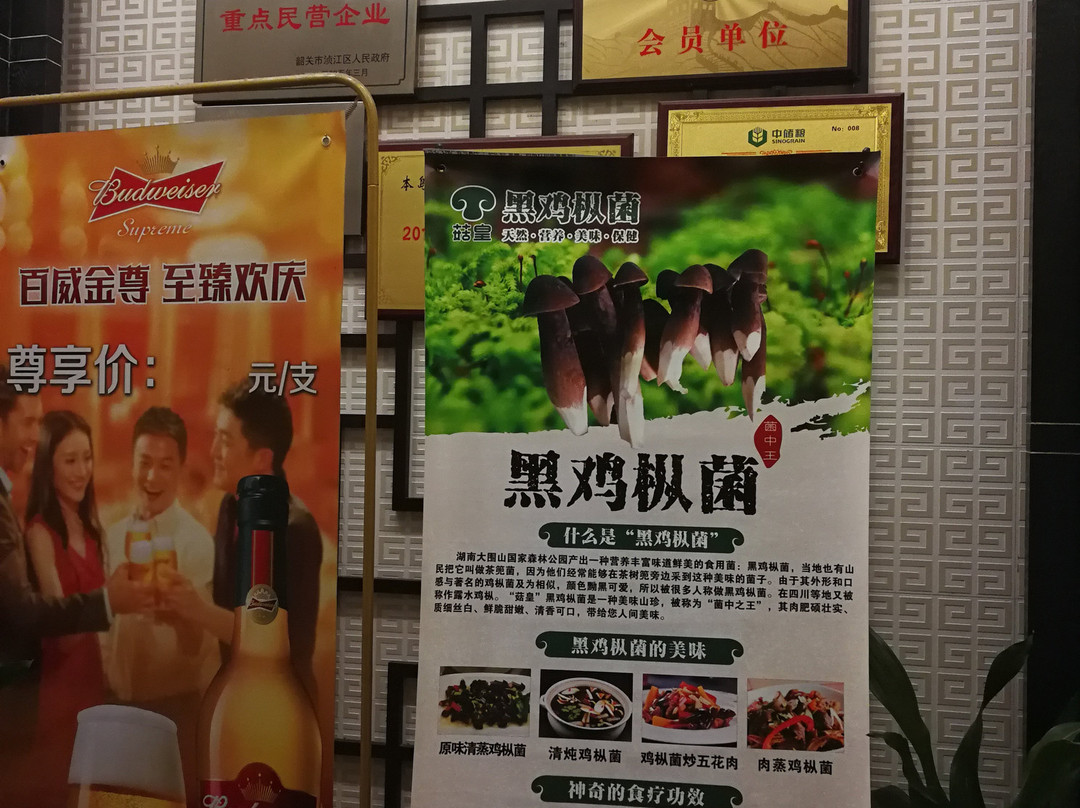 重点民营企业
韶关市浈江区人民政府
会员单位
中储粮
SINOGRAIN
No: 008
本
201
Budweiser
Supreme
百威金尊 至臻欢庆
尊享价：
元/支
菇皇
黑鸡枞菌
天然·营养·美味·保健
菌中王
黑鸡枞菌
什么是“黑鸡枞菌”
湖南大围山国家森林公园产出一种营养丰富味道鲜美的食用菌：黑鸡枞菌，当地也有山
民把它叫做茶兜菌，因为他们经常能够在茶树蔸旁边采到这种美味的菌子。由于其外形和口
感与著名的鸡枞菌及为相似，颜色黝黑可爱，所以被很多人称做黑鸡枞菌。在四川等地又被
称作露水鸡枞。“菇皇”黑鸡枞菌是一种美味山珍，被称为“菌中之王”，其肉肥硕壮实、
质细丝白、鲜脆甜嫩、清香可口，带给您人间美味。
黑鸡枞菌的美味
原味清蒸鸡枞菌
清炖鸡枞菌
鸡枞菌炒五花肉
肉蒸鸡枞菌
神奇的食疗功效